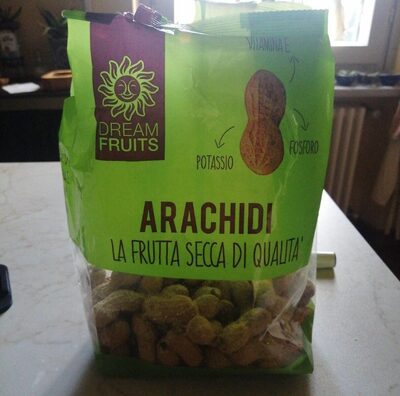 DREAM
FRUITS
VITAMINA E
POTASSIO
FOSFORO
ARACHIDI
LA FRUTTA SECCA DI QUALITA'